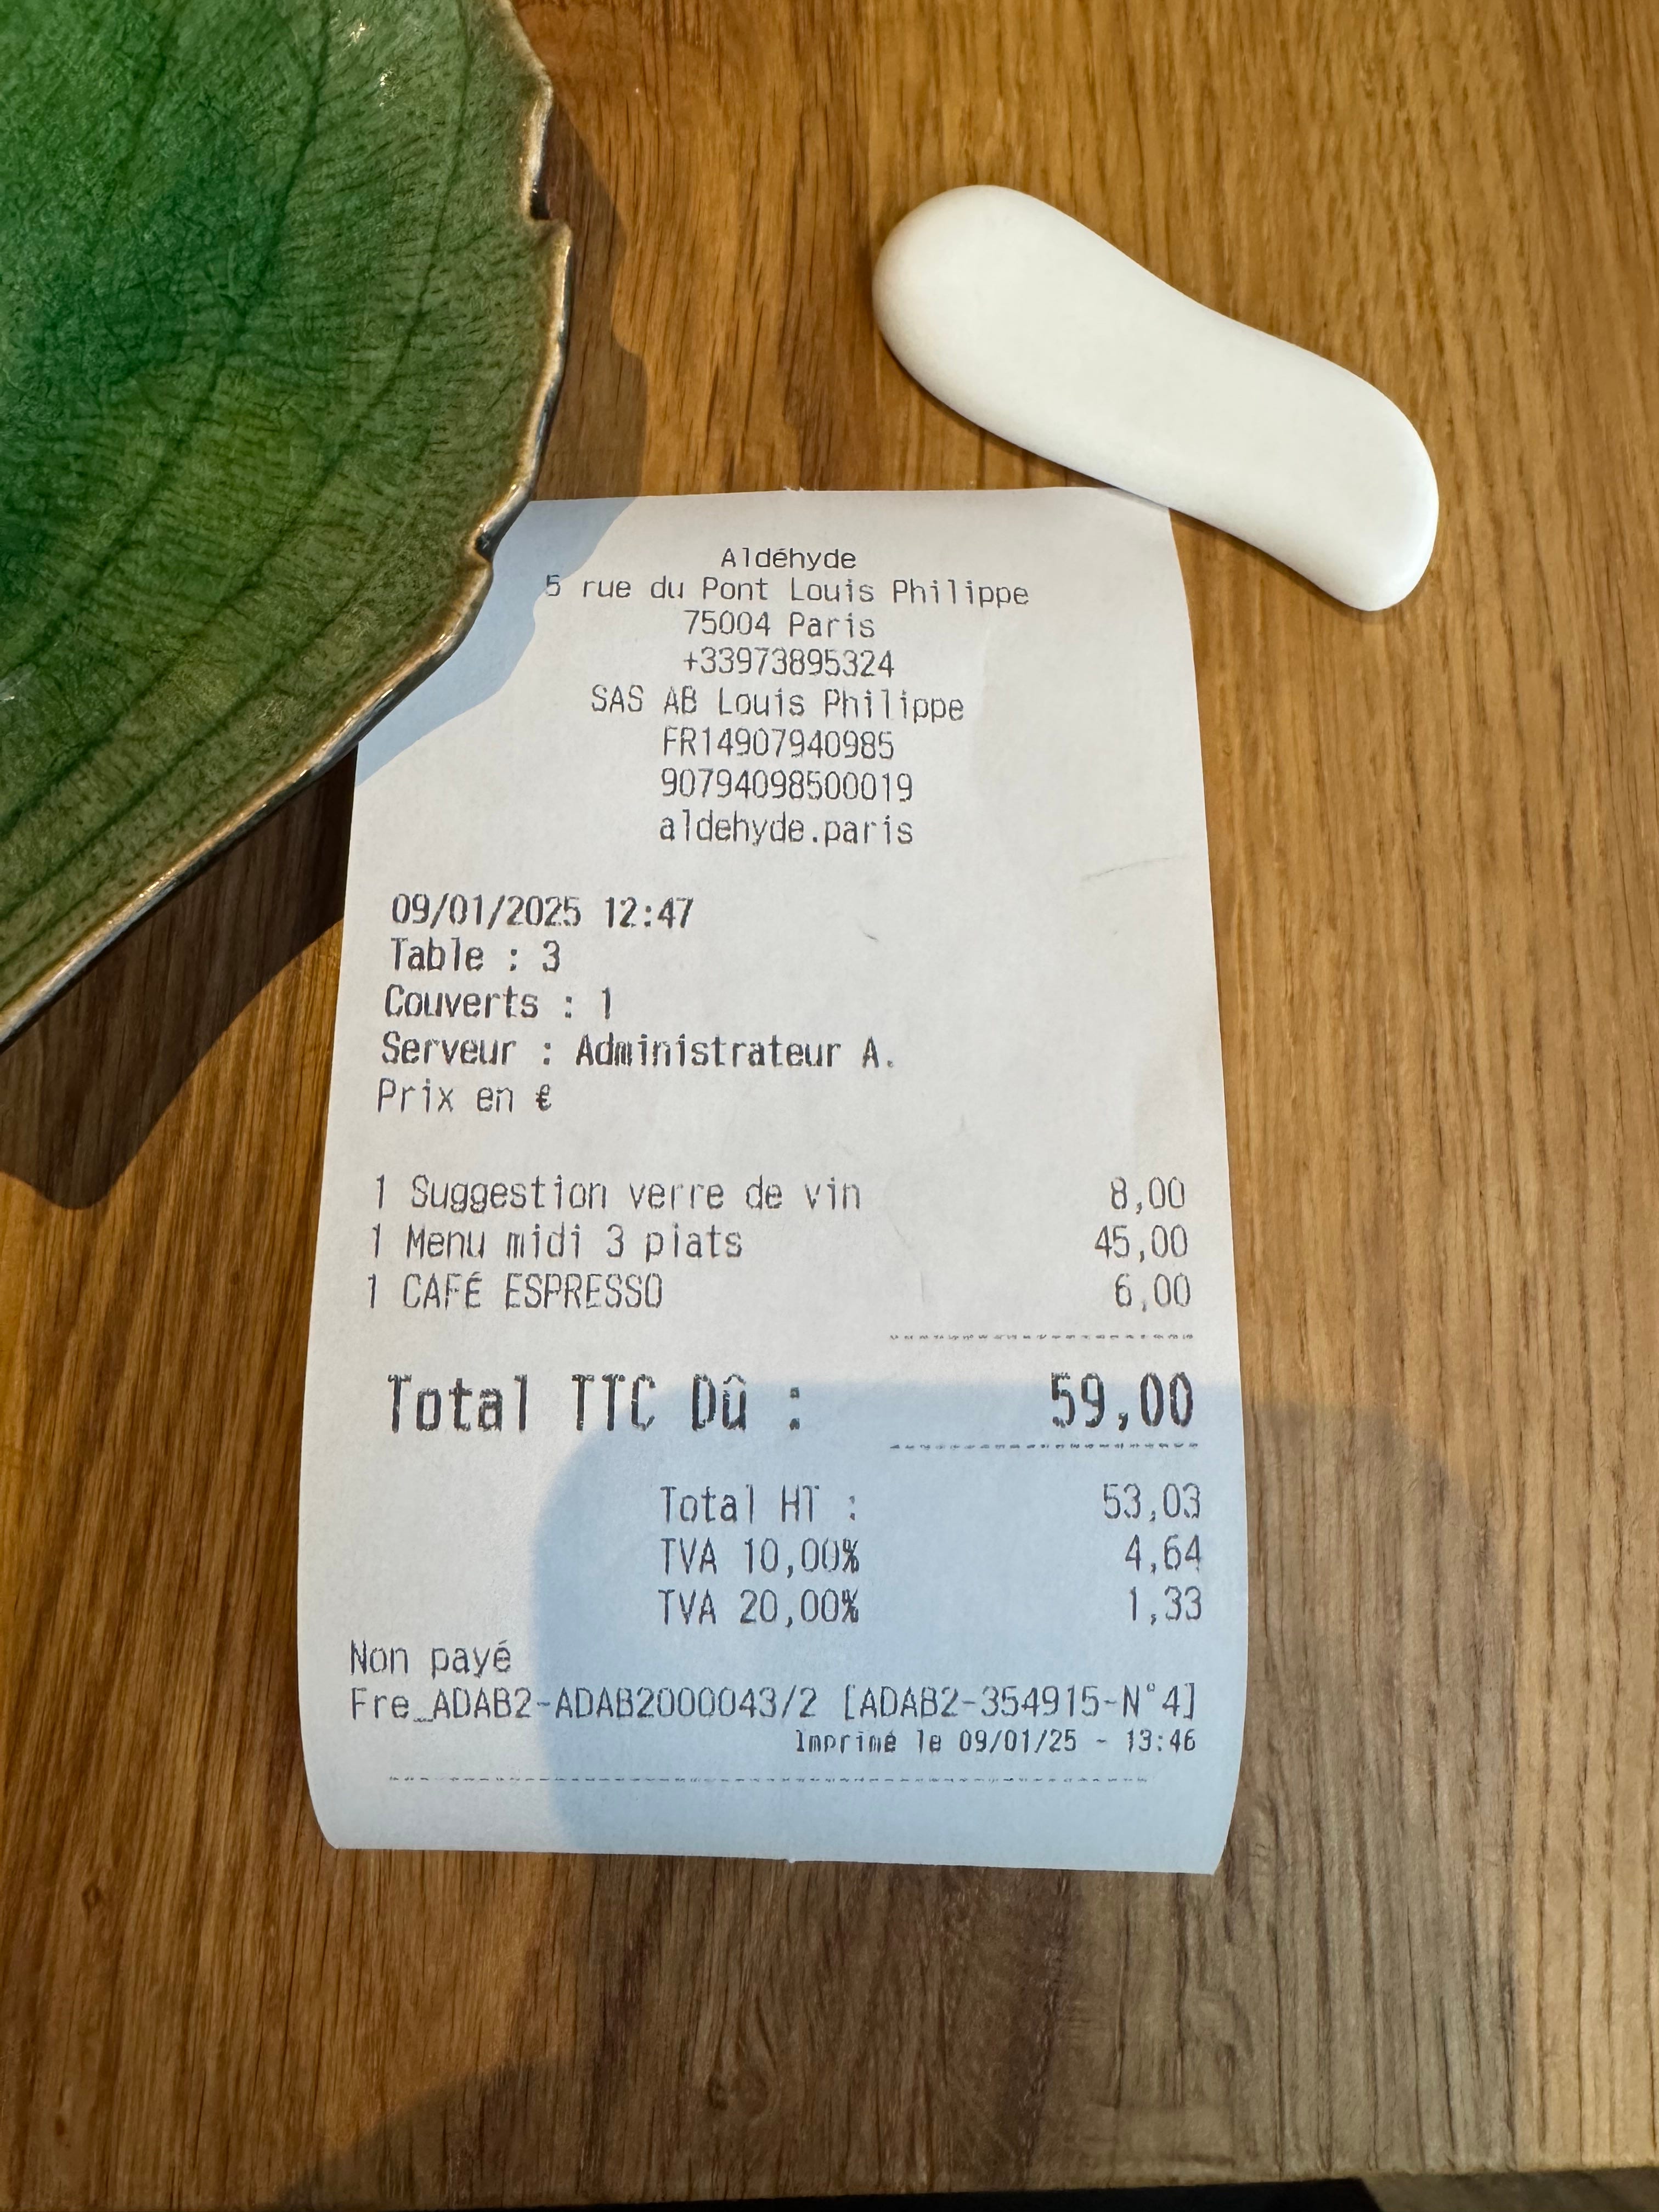 Aldéhyde
5 rue du Pont Louis Philippe
75004 Paris
+33973895324
SAS AB Louis Philippe
FR14907940985
90794098500019
aldehyde.paris
09/01/2025 12:47
Table : 3
Couverts : 1
Serveur : Administrateur A.
Prix en €
1 Suggestion verre de vin 8,00
1 Menu midi 3 plats 45,00
1 CAFÉ ESPRESSO 6,00
Total TTC Dû : 59,00
Total HT : 53,03
TVA 10,00% 4,64
TVA 20,00% 1,33
Non payé
Fre_ADAB2-ADAB2000043/2 [ADAB2-354915-N°4]
Imprimé le 09/01/25 - 13:46